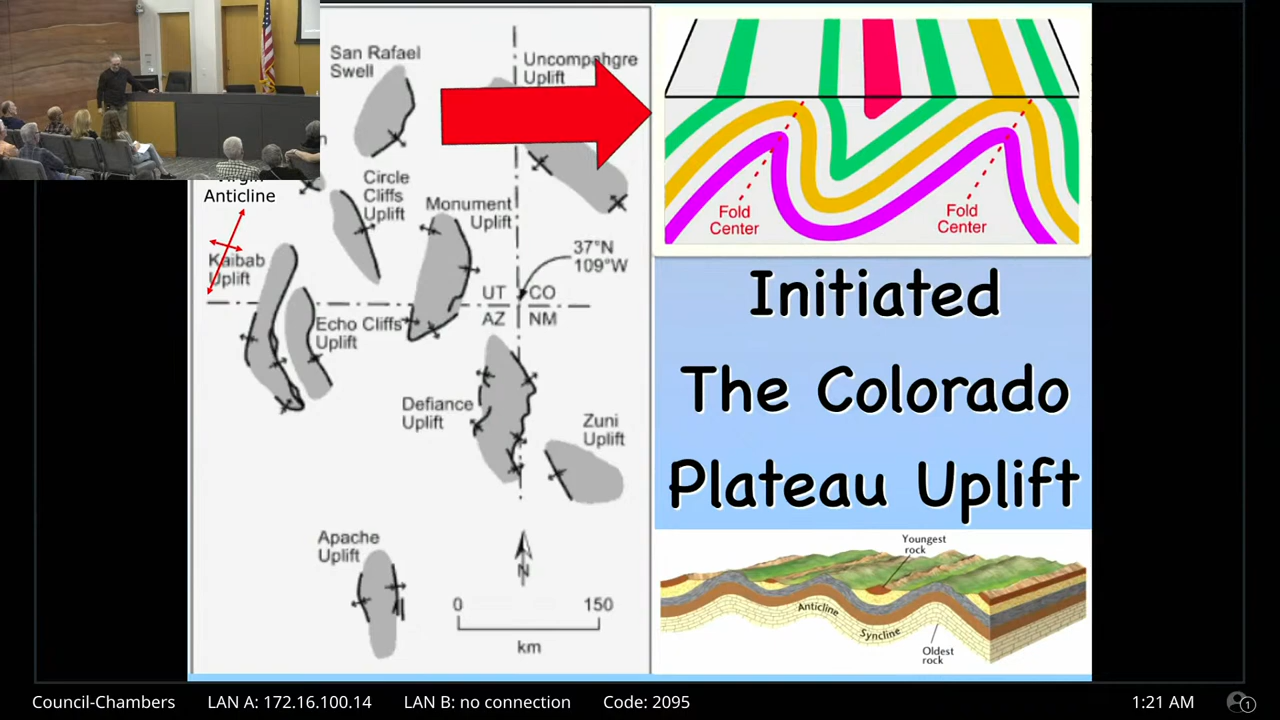 San Rafael
Swell
Uncompahgre
Uplift
Anticline
Circle
Cliffs
Uplift
Monument
Uplift
Kaibab
Uplift
37°N
109°W
UT CO
AZ NM
Echo Cliffs
Uplift
Defiance
Uplift
Zuni
Uplift
Apache
Uplift
N
0 150
km
Fold
Center
Fold
Center
Initiated
The Colorado
Plateau Uplift
Youngest
rock
Anticline
Syncline
Oldest
rock
Council-Chambers LAN A: 172.16.100.14 LAN B: no connection Code: 2095 1:21 AM 1